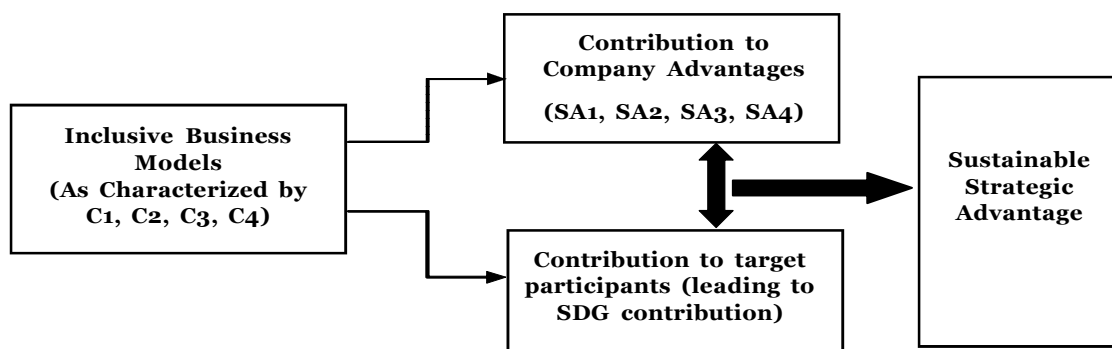 Inclusive Business
Models
(As Characterized by
C1, C2, C3, C4)
Contribution to
Company Advantages
(SA1, SA2, SA3, SA4)
Contribution to target
participants (leading to
SDG contribution)
Sustainable
Strategic
Advantage